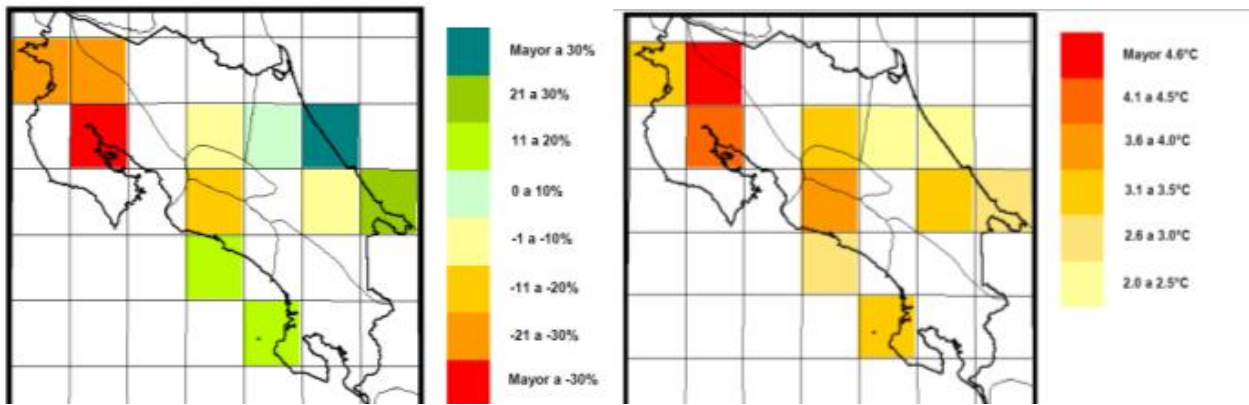 Mayor a 30%
21 a 30%
11 a 20%
0 a 10%
-1 a -10%
-11 a -20%
-21 a -30%
Mayor a -30%
Mayor 4.6°C
4.1 a 4.5°C
3.6 a 4.0°C
3.1 a 3.5°C
2.6 a 3.0°C
2.0 a 2.5°C